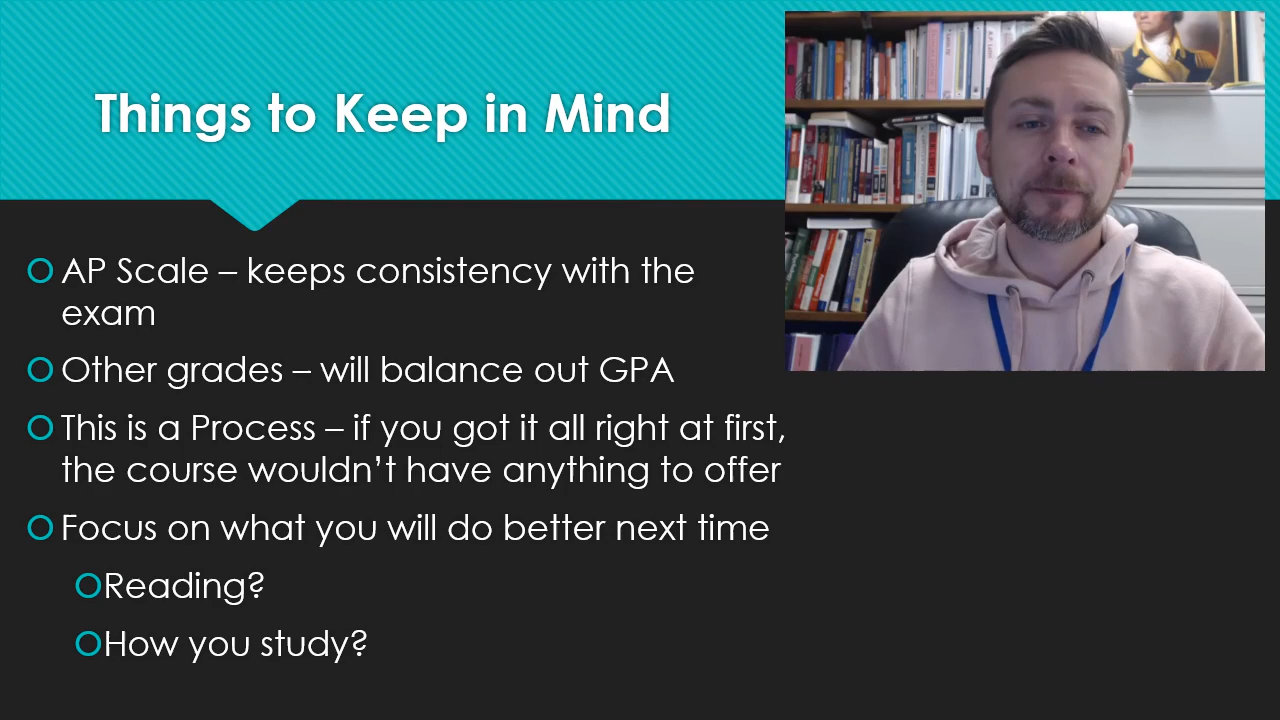 Things to Keep in Mind
AP Scale – keeps consistency with the
exam
Other grades – will balance out GPA
This is a Process – if you got it all right at first,
the course wouldn't have anything to offer
Focus on what you will do better next time
Reading?
How you study?